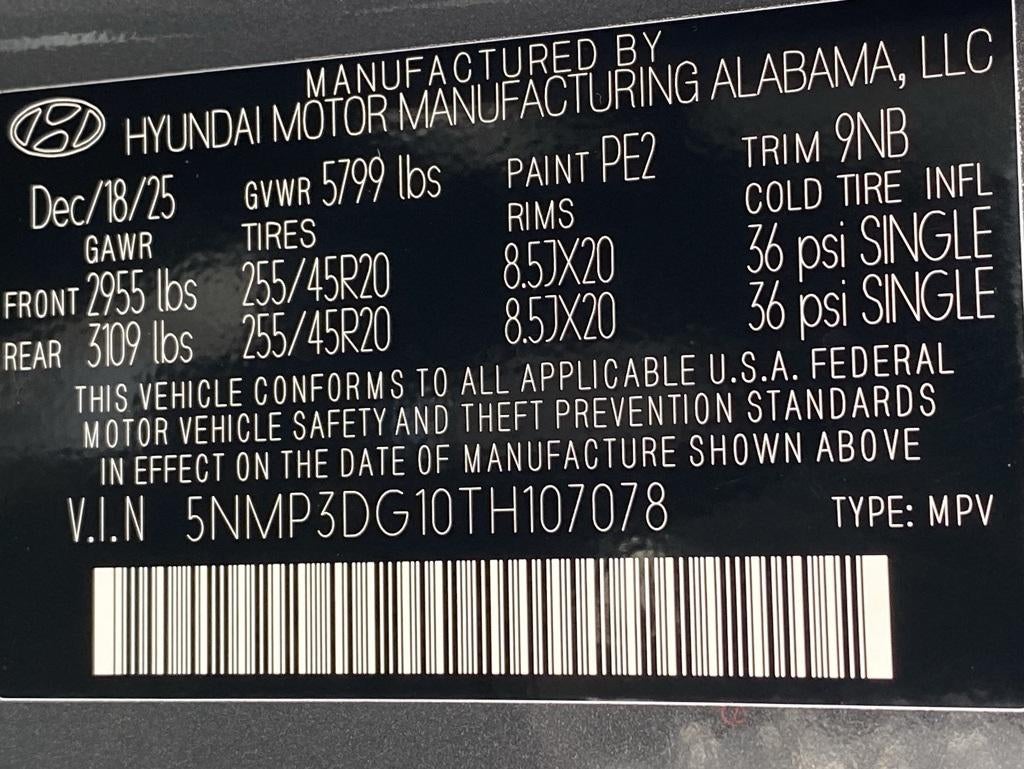 MANUFACTURED BY
HYUNDAI MOTOR MANUFACTURING ALABAMA, LLC
Dec/18/25 GVWR 5799 lbs PAINT PE2 TRIM 9NB
GAWR TIRES RIMS COLD TIRE INFL
FRONT 2955 lbs 255/45R20 8.5JX20 36 psi SINGLE
REAR 3109 lbs 255/45R20 8.5JX20 36 psi SINGLE
THIS VEHICLE CONFORMS TO ALL APPLICABLE U.S.A. FEDERAL
MOTOR VEHICLE SAFETY AND THEFT PREVENTION STANDARDS
IN EFFECT ON THE DATE OF MANUFACTURE SHOWN ABOVE
V.I.N 5NMP3DG10TH107078 TYPE: MPV